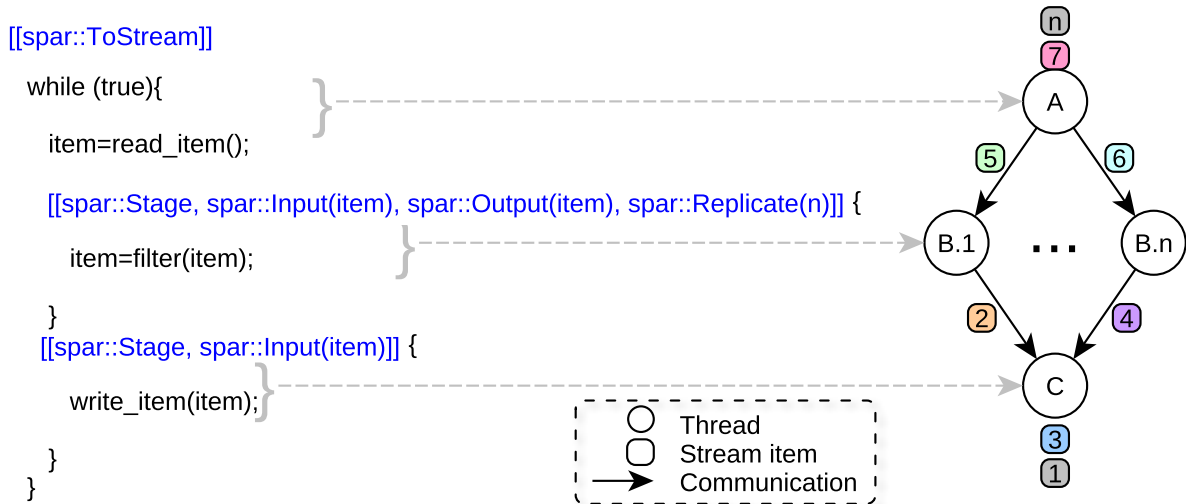 [[spar::ToStream]]
while (true){
item=read_item();
[[spar::Stage, spar::Input(item), spar::Output(item), spar::Replicate(n)]] {
item=filter(item);
}
[[spar::Stage, spar::Input(item)]] {
write_item(item);
}
}
n
7
A
5
6
B.1
...
B.n
2
4
C
3
1
Thread
Stream item
Communication